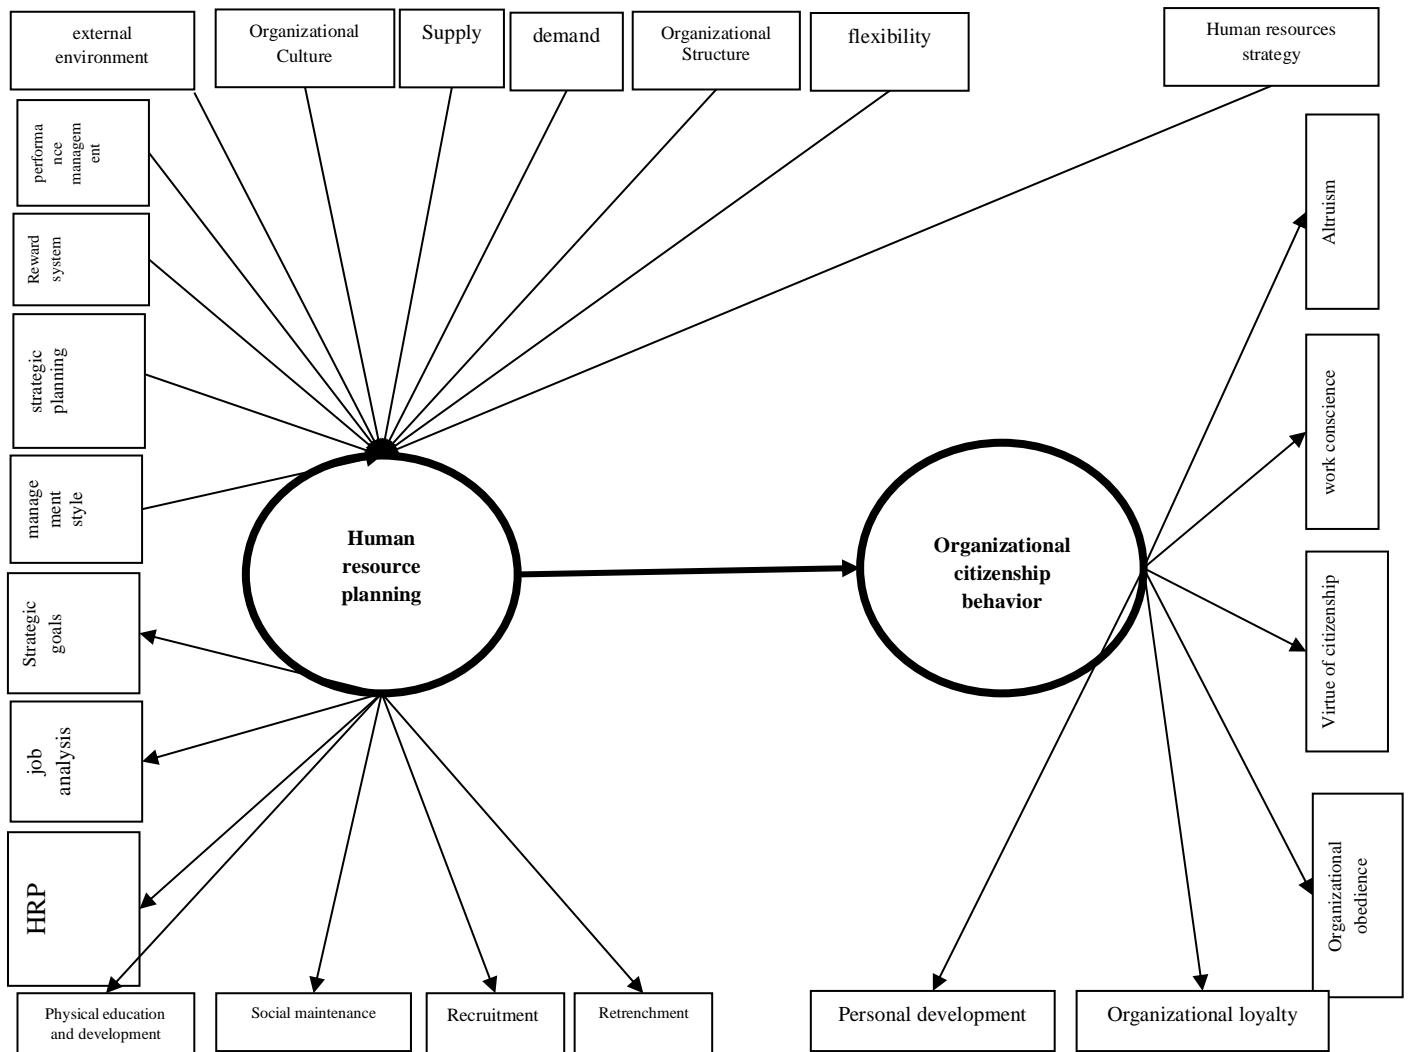 external
environment
Organizational
Culture
Supply
demand
Organizational
Structure
flexibility
Human resources
strategy
performa
nce
managem
ent
Reward
system
strategic
planning
manage
ment
style
Strategic
goals
job
analysis
HRP
Human
resource
planning
Organizational
citizenship
behavior
Altruism
work conscience
Virtue of citizenship
Organizational
obedience
Physical education
and development
Social maintenance
Recruitment
Retrenchment
Personal development
Organizational loyalty